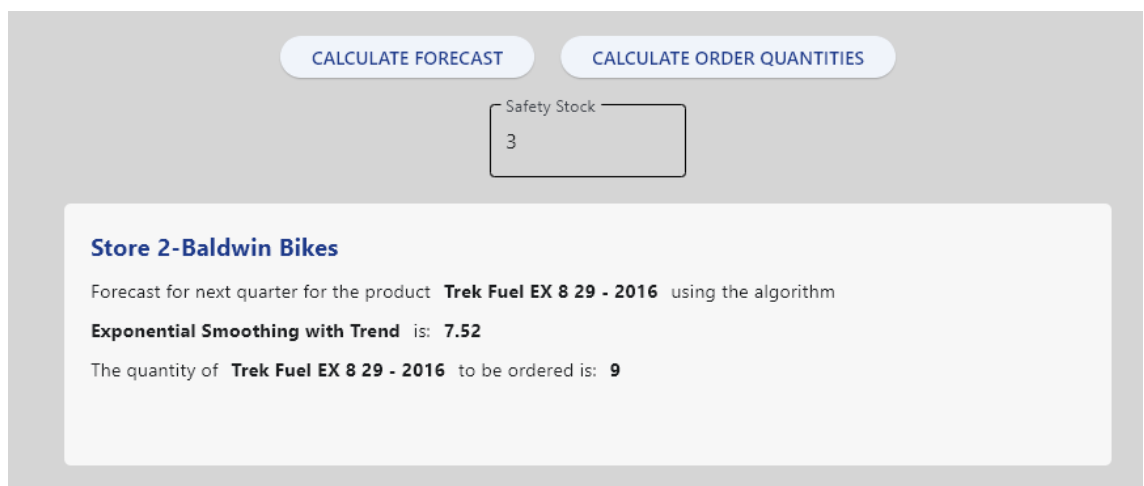 CALCULATE FORECAST CALCULATE ORDER QUANTITIES
Safety Stock
3
Store 2-Baldwin Bikes
Forecast for next quarter for the product Trek Fuel EX 8 29 - 2016 using the algorithm
Exponential Smoothing with Trend is: 7.52
The quantity of Trek Fuel EX 8 29 - 2016 to be ordered is: 9